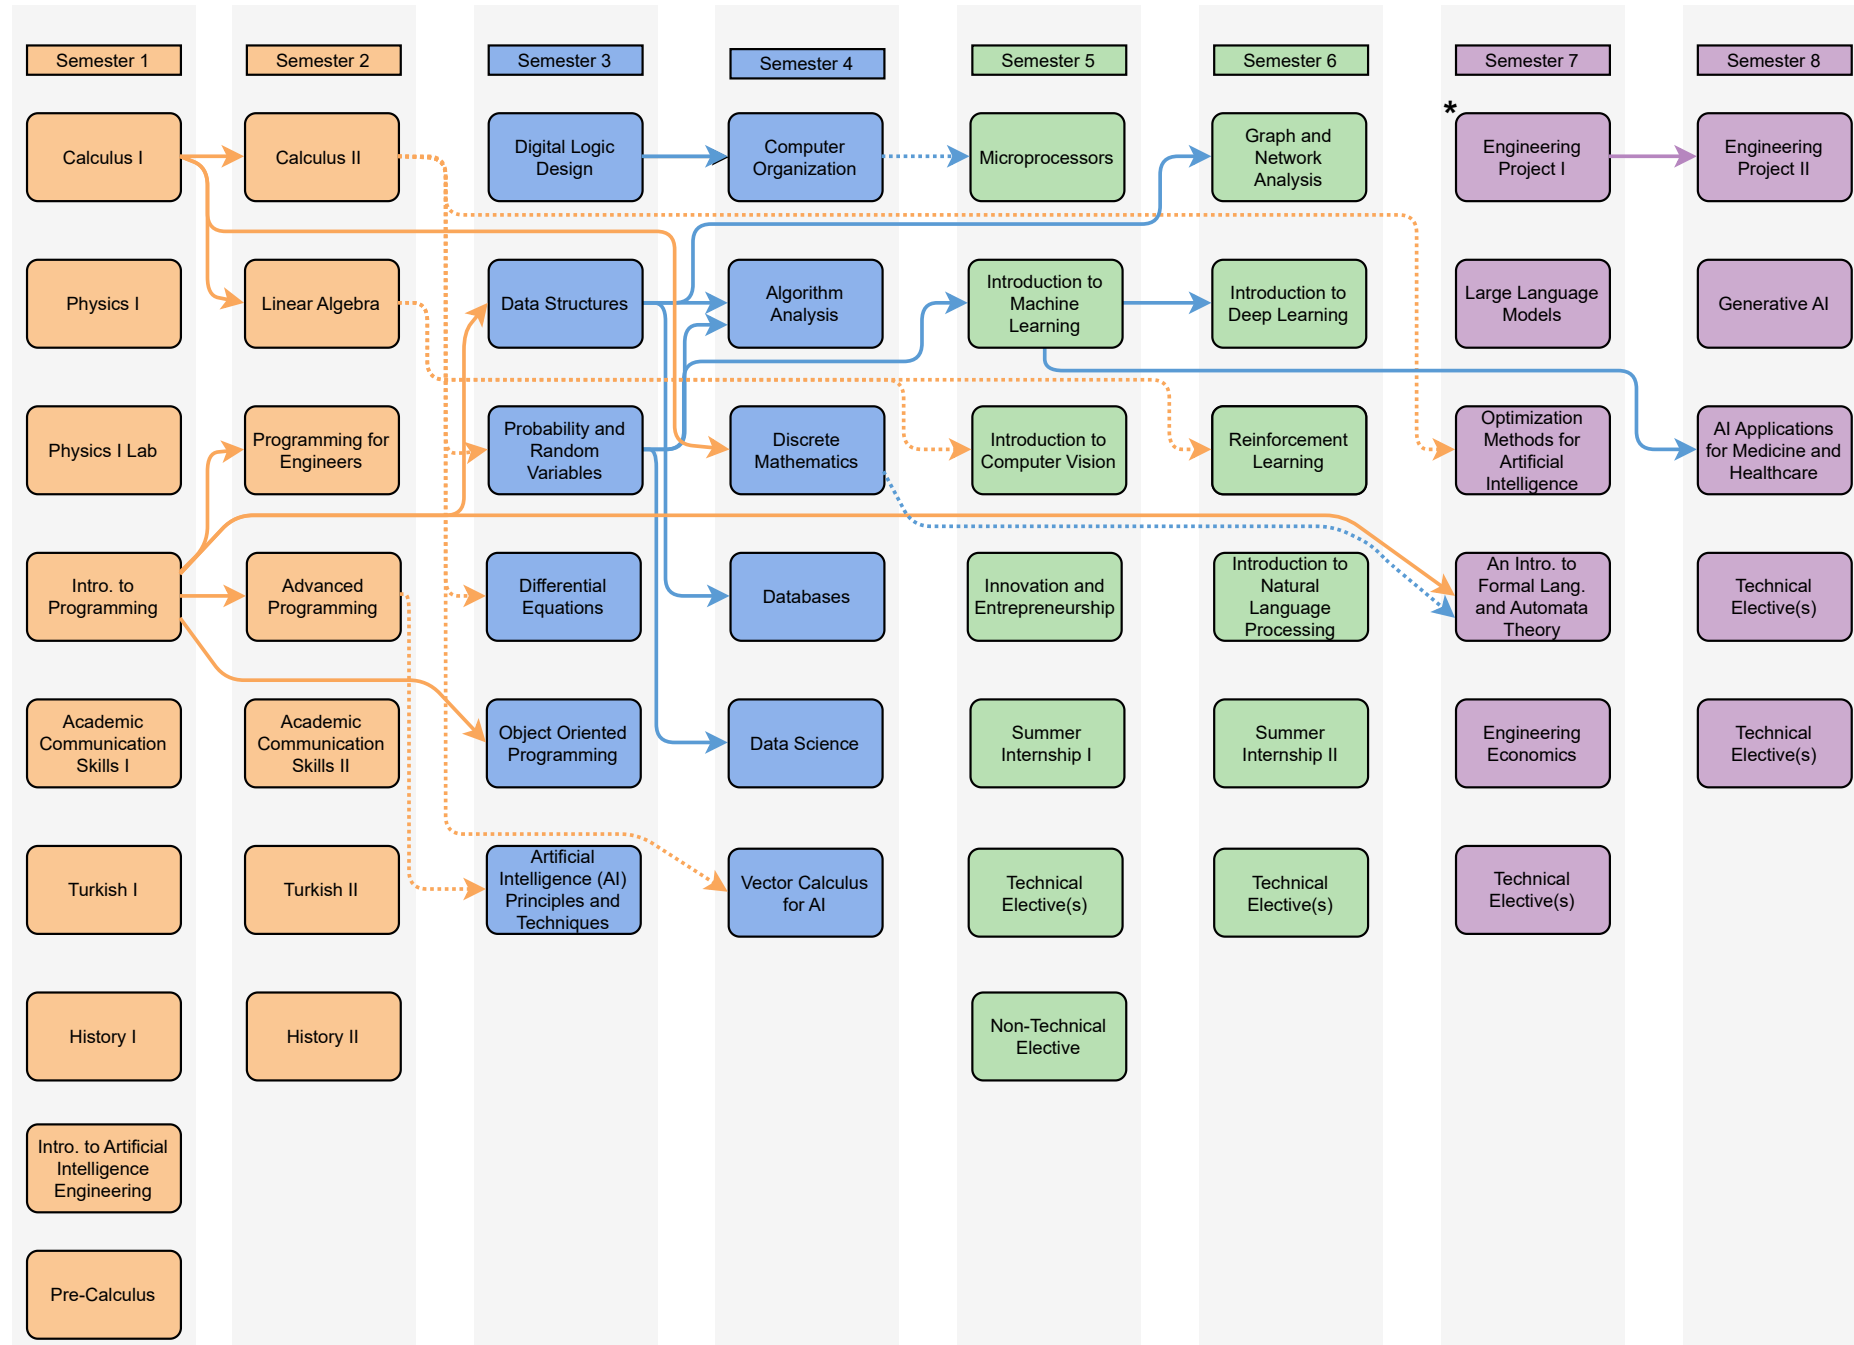 Semester 1
Semester 2
Semester 3
Semester 4
Semester 5
Semester 6
Semester 7
Semester 8
*
Calculus I
Calculus II
Digital Logic
Design
Computer
Organization
Microprocessors
Graph and
Network
Analysis
Engineering
Project I
Engineering
Project II
Physics I
Linear Algebra
Data Structures
Algorithm
Analysis
Introduction to
Machine
Learning
Introduction to
Deep Learning
Large Language
Models
Generative AI
Physics I Lab
Programming for
Engineers
Probability and
Random
Variables
Discrete
Mathematics
Introduction to
Computer Vision
Reinforcement
Learning
Optimization
Methods for
Artificial
Intelligence
AI Applications
for Medicine and
Healthcare
Intro. to
Programming
Advanced
Programming
Differential
Equations
Databases
Innovation and
Entrepreneurship
Introduction to
Natural
Language
Processing
An Intro. to
Formal Lang.
and Automata
Theory
Technical
Elective(s)
Academic
Communication
Skills I
Academic
Communication
Skills II
Object Oriented
Programming
Data Science
Summer
Internship I
Summer
Internship II
Engineering
Economics
Technical
Elective(s)
Turkish I
Turkish II
Artificial
Intelligence (AI)
Principles and
Techniques
Vector Calculus
for AI
Technical
Elective(s)
Technical
Elective(s)
Technical
Elective(s)
History I
History II
Non-Technical
Elective
Intro. to Artificial
Intelligence
Engineering
Pre-Calculus